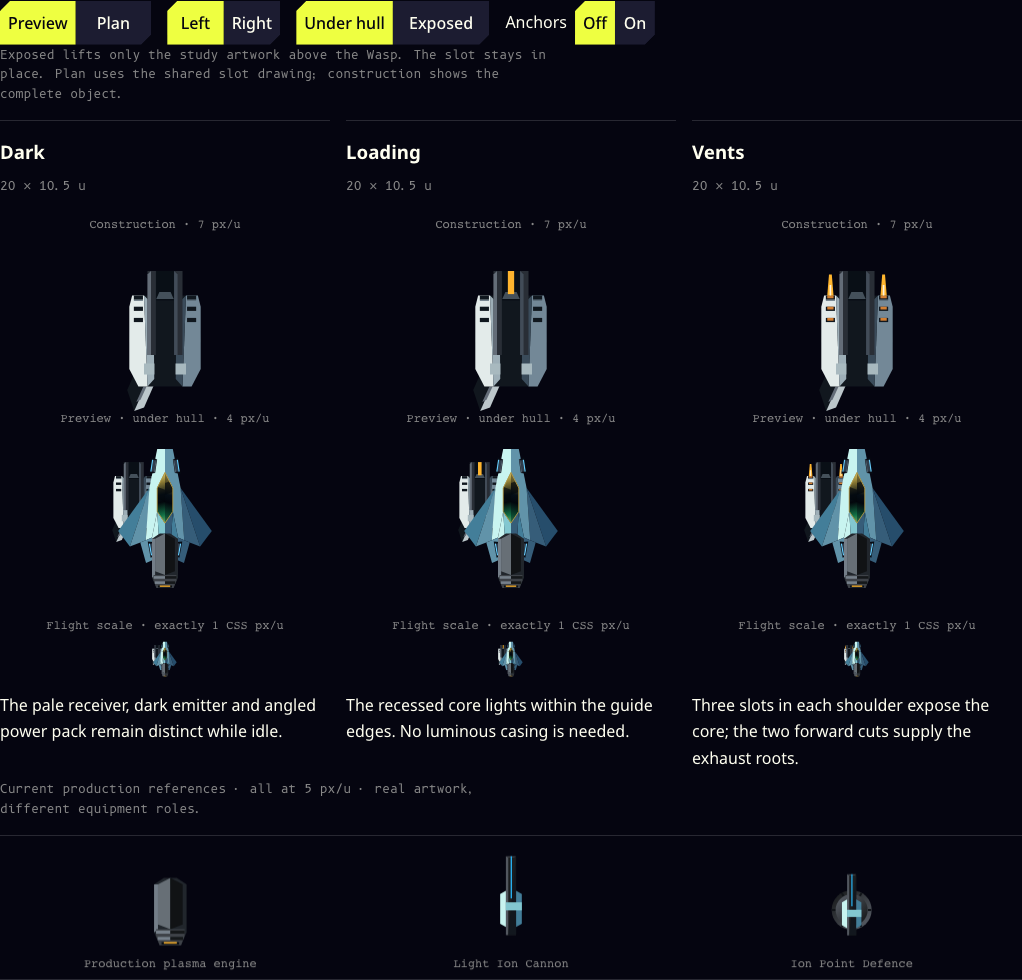 Preview Plan Left Right Under hull Exposed Anchors Off On
Exposed lifts only the study artwork above the Wasp. The slot stays in
place. Plan uses the shared slot drawing; construction shows the
complete object.
Dark
20 × 10.5 u
Construction · 7 px/u
Preview · under hull · 4 px/u
Flight scale · exactly 1 CSS px/u
The pale receiver, dark emitter and angled
power pack remain distinct while idle.
Loading
20 × 10.5 u
Construction · 7 px/u
Preview · under hull · 4 px/u
Flight scale · exactly 1 CSS px/u
The recessed core lights within the guide
edges. No luminous casing is needed.
Vents
20 × 10.5 u
Construction · 7 px/u
Preview · under hull · 4 px/u
Flight scale · exactly 1 CSS px/u
Three slots in each shoulder expose the
core; the two forward cuts supply the
exhaust roots.
Current production references · all at 5 px/u · real artwork,
different equipment roles.
Production plasma engine
Light Ion Cannon
Ion Point Defence